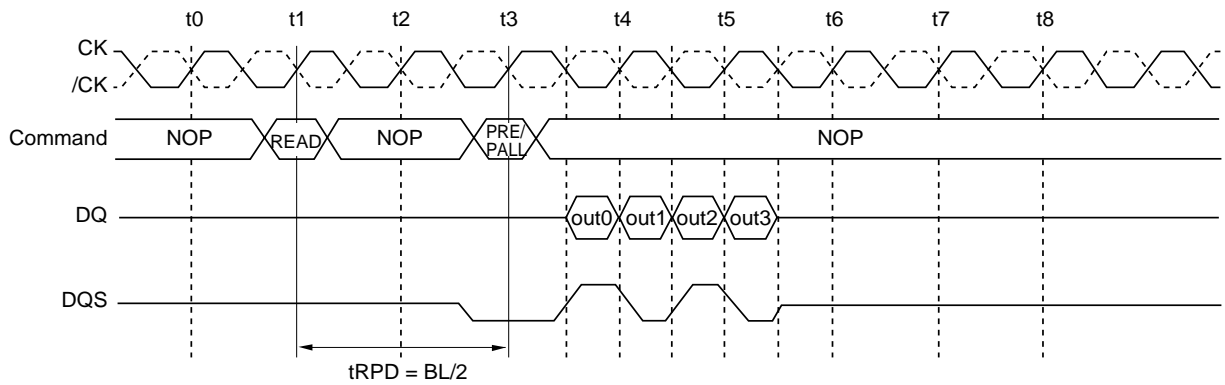 t0 t1 t2 t3 t4 t5 t6 t7 t8
CK
/CK
Command NOP READ NOP PRE/ PALL NOP
DQ out0 out1 out2 out3
DQS
tRPD = BL/2